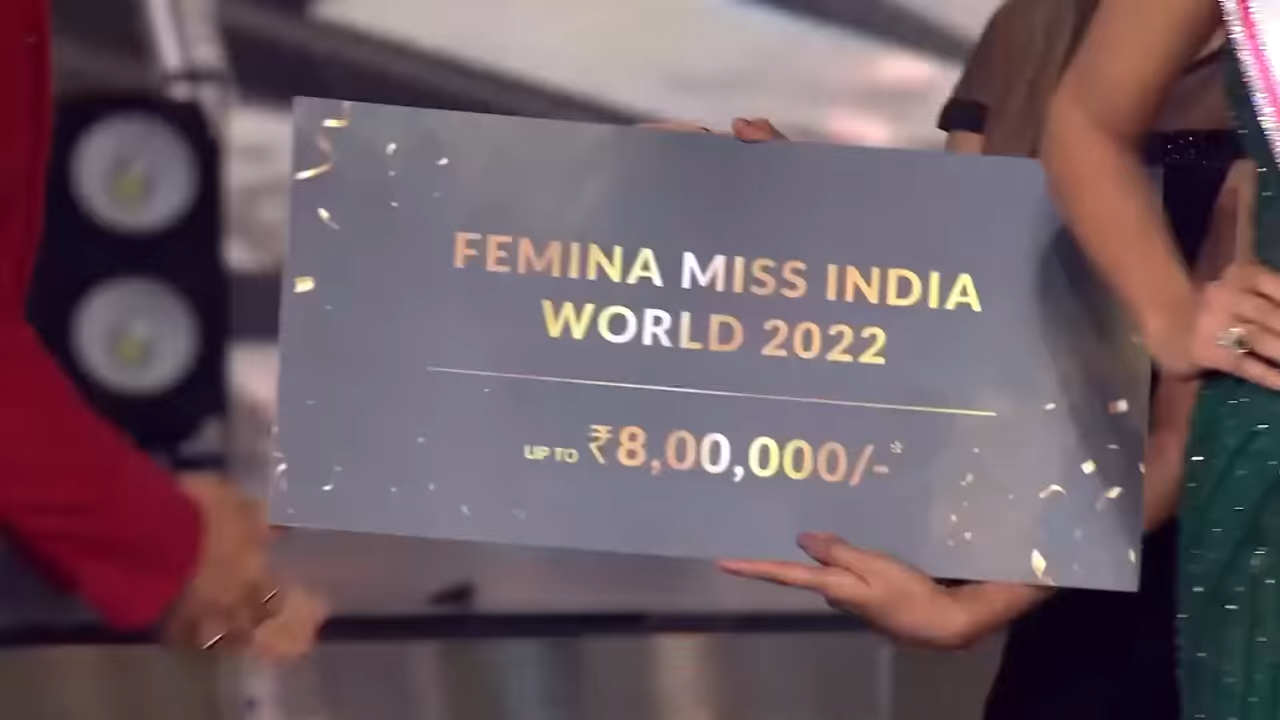 FEMINA MISS INDIA
WORLD 2022
UP TO ₹8,00,000/-*